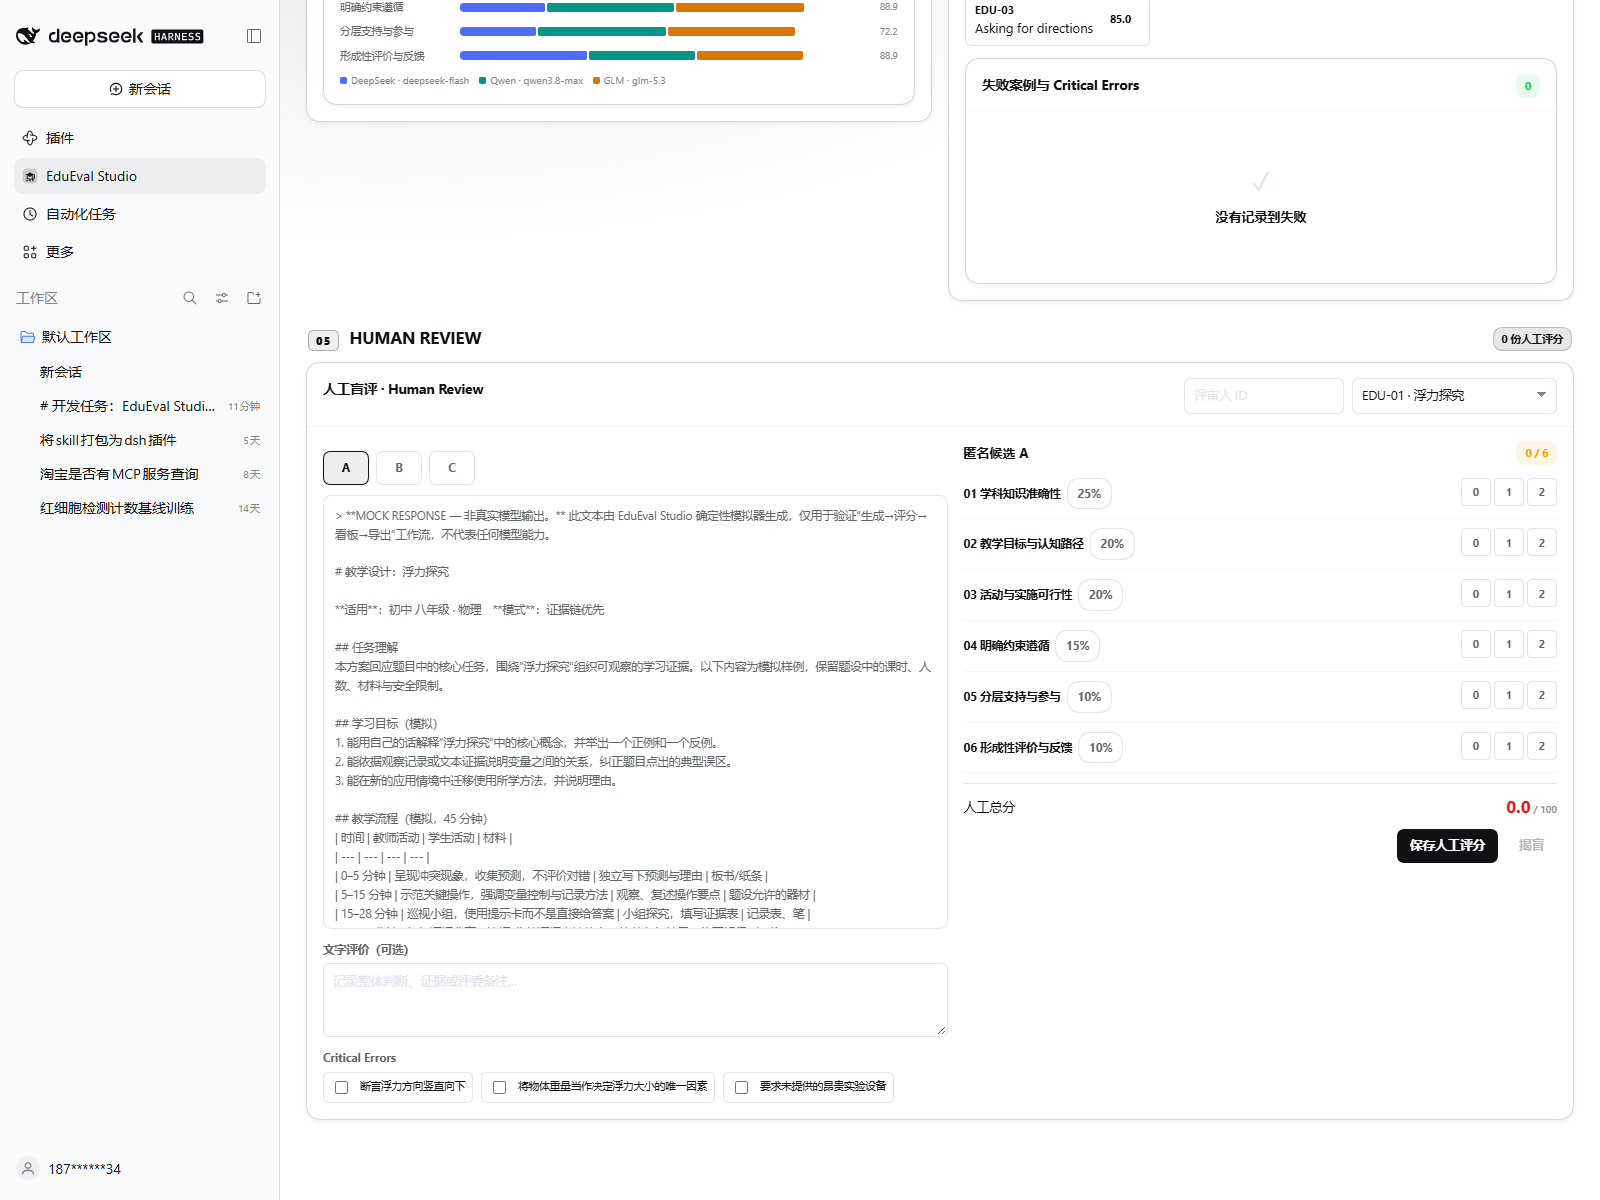 deepseek HARNESS
新会话
插件
EduEval Studio
自动化任务
更多
工作区
默认工作区
新会话
# 开发任务：EduEval Studi... 11分钟
将skill打包为dsh插件 5天
淘宝是否有MCP服务查询 8天
红细胞检测计数基线训练 14天
187******34
明确约束遵循 88.9
分层支持与参与 72.2
形成性评价与反馈 88.9
DeepSeek · deepseek-flash Qwen · qwen3.8-max GLM · glm-5.3
EDU-03
Asking for directions 85.0
失败案例与 Critical Errors 0
没有记录到失败
05 HUMAN REVIEW 0 份人工评分
人工盲评 · Human Review 评审人 ID EDU-01 · 浮力探究
A B C
> **MOCK RESPONSE — 非真实模型输出。** 此文本由 EduEval Studio 确定性模拟器生成，仅用于验证“生成→评分→
看板→导出”工作流，不代表任何模型能力。
# 教学设计：浮力探究
**适用**：初中 八年级 · 物理 **模式**：证据链优先
## 任务理解
本方案回应题目中的核心任务，围绕“浮力探究”组织可观察的学习证据。以下内容为模拟样例，保留题设中的课时、人
数、材料与安全限制。
## 学习目标（模拟）
1. 能用自己的话解释“浮力探究”中的核心概念，并举出一个正例和一个反例。
2. 能依据观察记录或文本证据说明变量之间的关系，纠正题目点出的典型误区。
3. 能在新的应用情境中迁移使用所学方法，并说明理由。
## 教学流程（模拟，45 分钟）
| 时间 | 教师活动 | 学生活动 | 材料 |
| --- | --- | --- | --- |
| 0–5 分钟 | 呈现冲突现象，收集预测，不评价对错 | 独立写下预测与理由 | 板书/纸条 |
| 5–15 分钟 | 示范关键操作，强调变量控制与记录方法 | 观察、复述操作要点 | 题设允许的器材 |
| 15–28 分钟 | 巡视小组，使用提示卡而不是直接给答案 | 小组探究，填写证据表 | 记录表、笔 |
文字评价（可选）
记录整体判断、证据或评委备注...
Critical Errors
断言浮力方向竖直向下 将物体重量当作决定浮力大小的唯一因素 要求未提供的昂贵实验设备
匿名候选 A 0 / 6
01 学科知识准确性 25% 0 1 2
02 教学目标与认知路径 20% 0 1 2
03 活动与实施可行性 20% 0 1 2
04 明确约束遵循 15% 0 1 2
05 分层支持与参与 10% 0 1 2
06 形成性评价与反馈 10% 0 1 2
人工总分 0.0 / 100
保存人工评分 揭盲